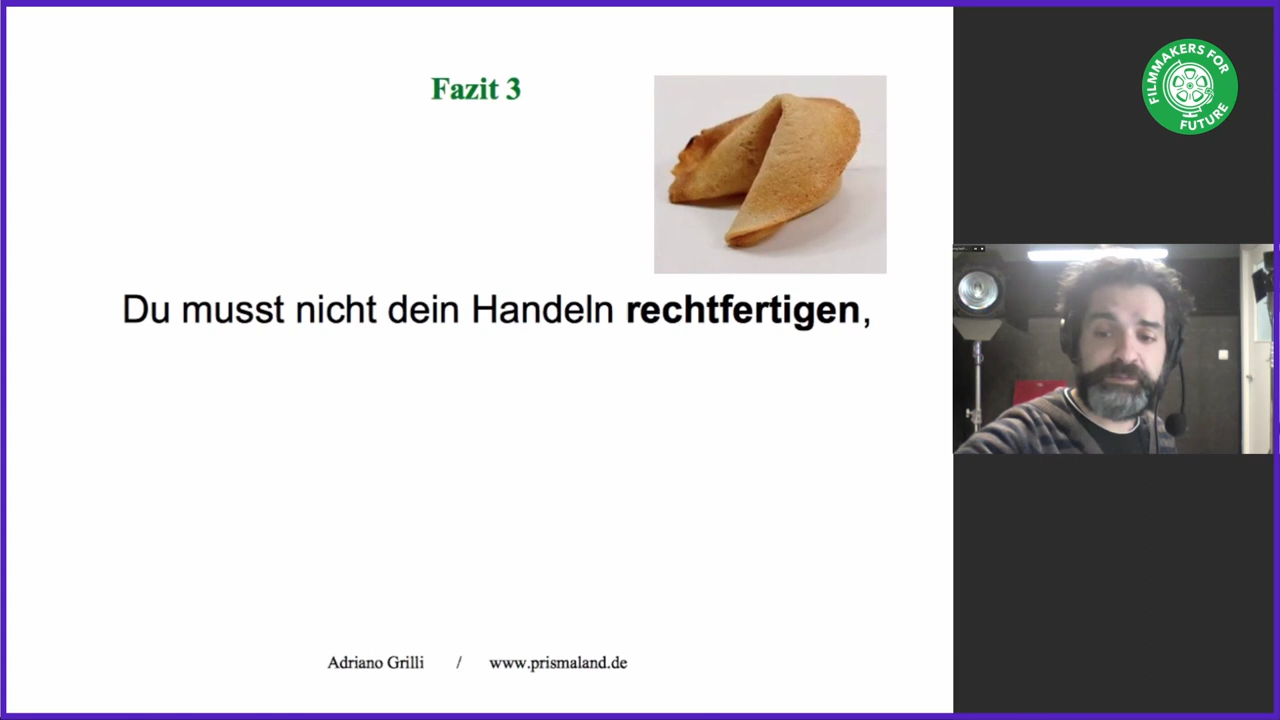 Fazit 3
Du musst nicht dein Handeln rechtfertigen,
Adriano Grilli / www.prismaland.de
FILMMAKERS FOR
FUTURE